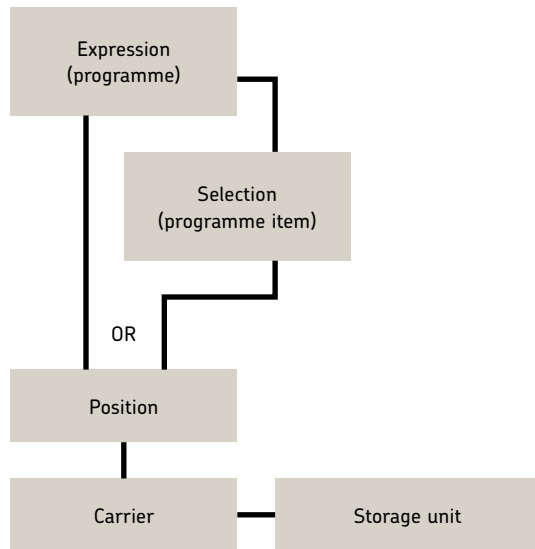 Expression
(programme)
Selection
(programme item)
OR
Position
Carrier
Storage unit